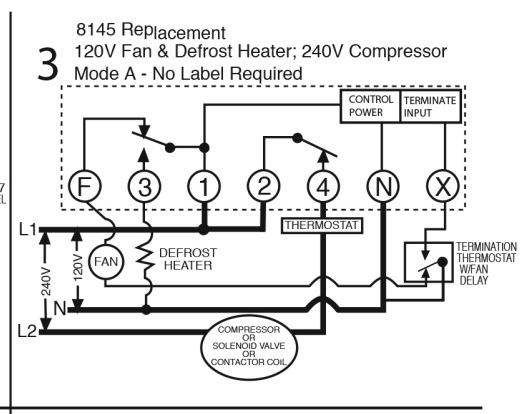 8145 Replacement
3 120V Fan & Defrost Heater; 240V Compressor
Mode A - No Label Required
CONTROL POWER
TERMINATE INPUT
F 3 1 2 4 N X
L1
THERMOSTAT
FAN
DEFROST HEATER
240V
120V
TERMINATION THERMOSTAT W/FAN DELAY
N
L2
COMPRESSOR
OR
SOLENOID VALVE
OR
CONTACTOR COIL